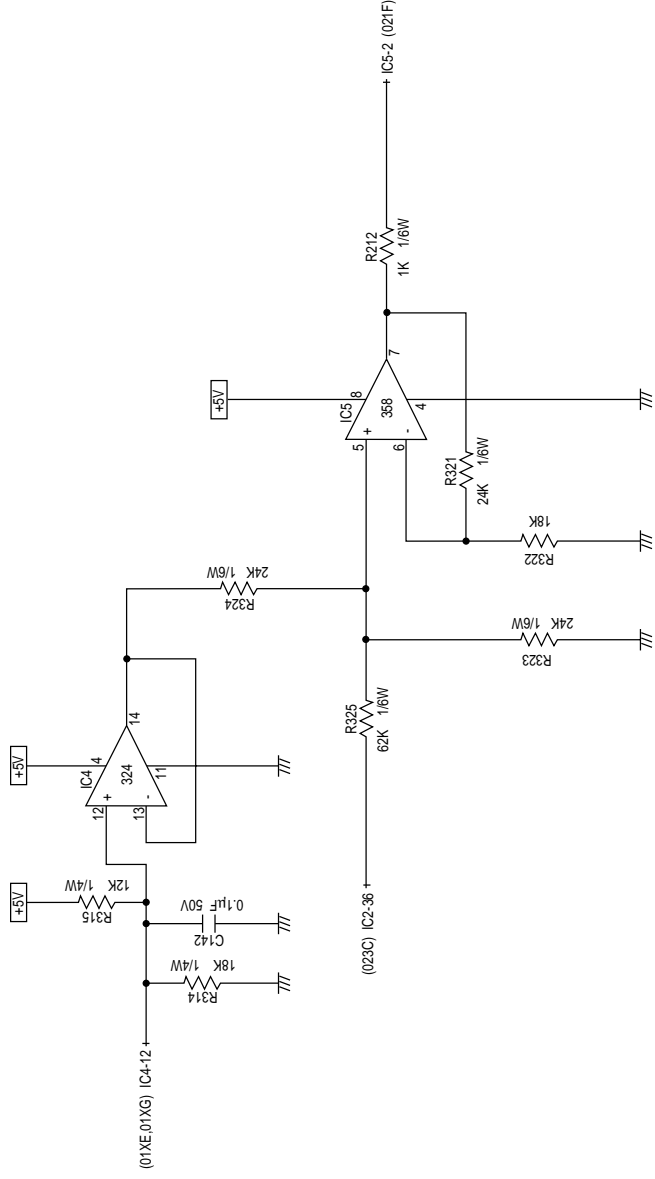 +5V
R315
12K 1/4W
(01XE,01XG) IC4-12
R314
18K 1/4W
C142
0.1µF 50V
+5V
IC4
4
12
+
13
-
324
14
11
R324
24K 1/6W
(023C) IC2-36
R325
62K 1/6W
R323
24K 1/6W
+5V
IC5
8
5
+
6
-
358
7
4
R321
24K 1/6W
R322
18K
R212
1K 1/6W
IC5-2 (021F)